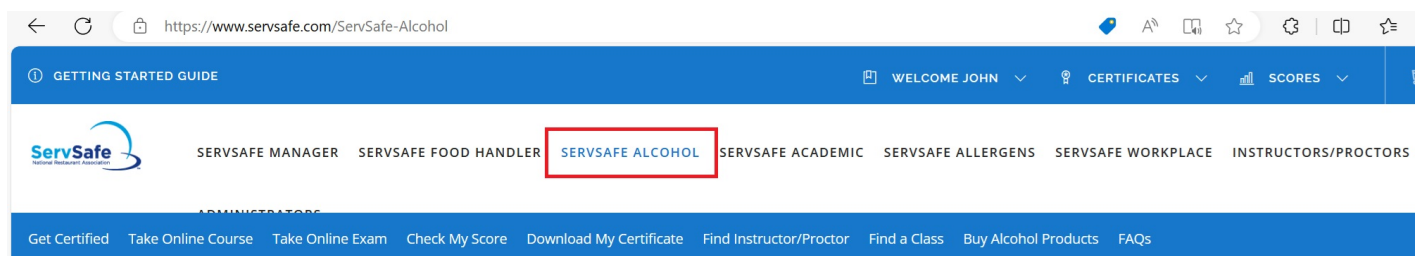 https://www.servsafe.com/ServSafe-Alcohol
GETTING STARTED GUIDE WELCOME JOHN CERTIFICATES SCORES
ServSafe
National Restaurant Association
SERVSAFE MANAGER SERVSAFE FOOD HANDLER SERVSAFE ALCOHOL SERVSAFE ACADEMIC SERVSAFE ALLERGENS SERVSAFE WORKPLACE INSTRUCTORS/PROCTORS
ADMINISTRATORS
Get Certified Take Online Course Take Online Exam Check My Score Download My Certificate Find Instructor/Proctor Find a Class Buy Alcohol Products FAQs